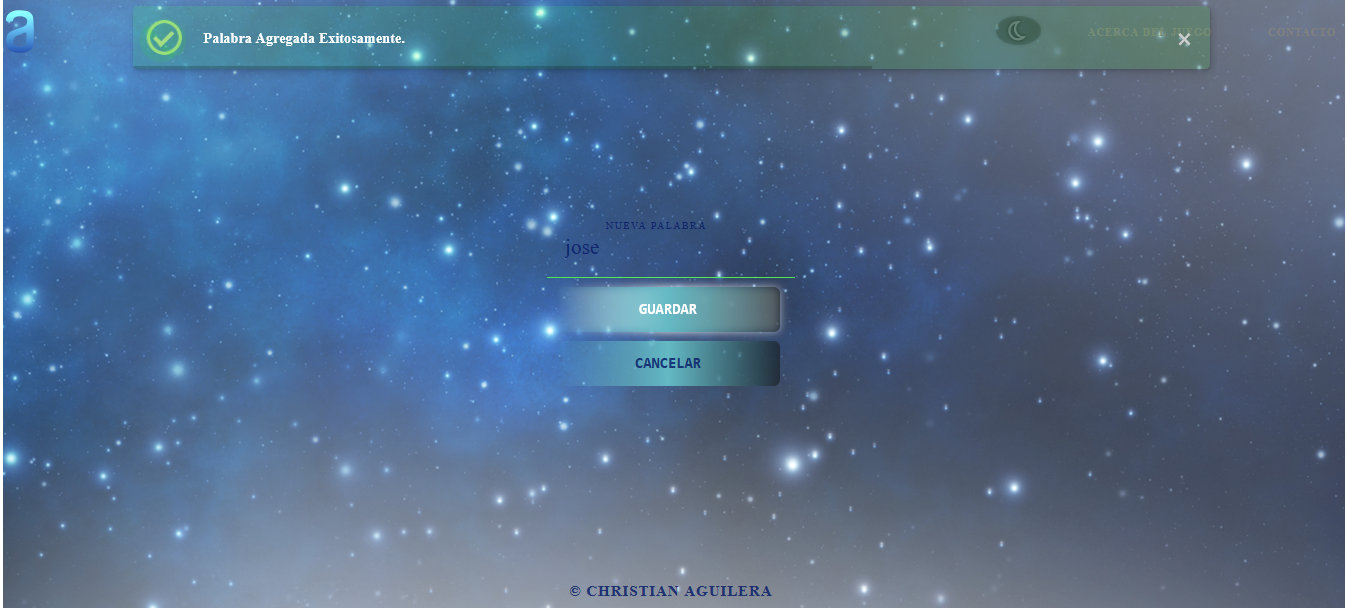 a
Palabra Agregada Exitosamente.
ACERCA DEL JUEGO
CONTACTO
NUEVA PALABRA
jose
GUARDAR
CANCELAR
© CHRISTIAN AGUILERA